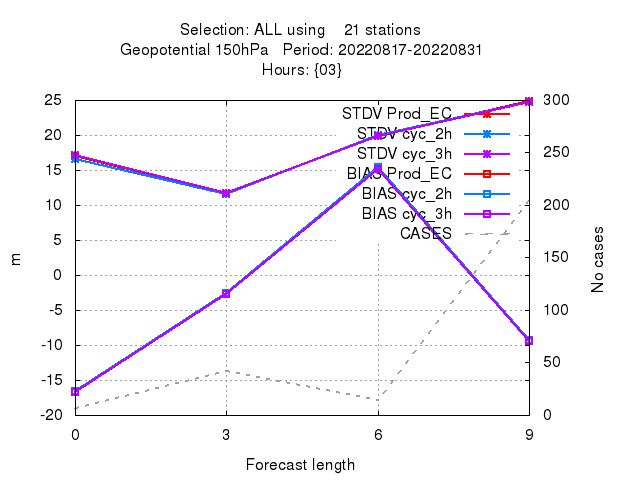 Selection: ALL using    21 stations
Geopotential 150hPa   Period: 20220817-20220831
Hours: {03}
25
20
15
10
5
0
-5
-10
-15
-20
m
STDV Prod_EC
STDV cyc_2h
STDV cyc_3h
BIAS Prod_EC
BIAS cyc_2h
BIAS cyc_3h
CASES
300
250
200
150
100
50
0
No cases
0 3 6 9
Forecast length